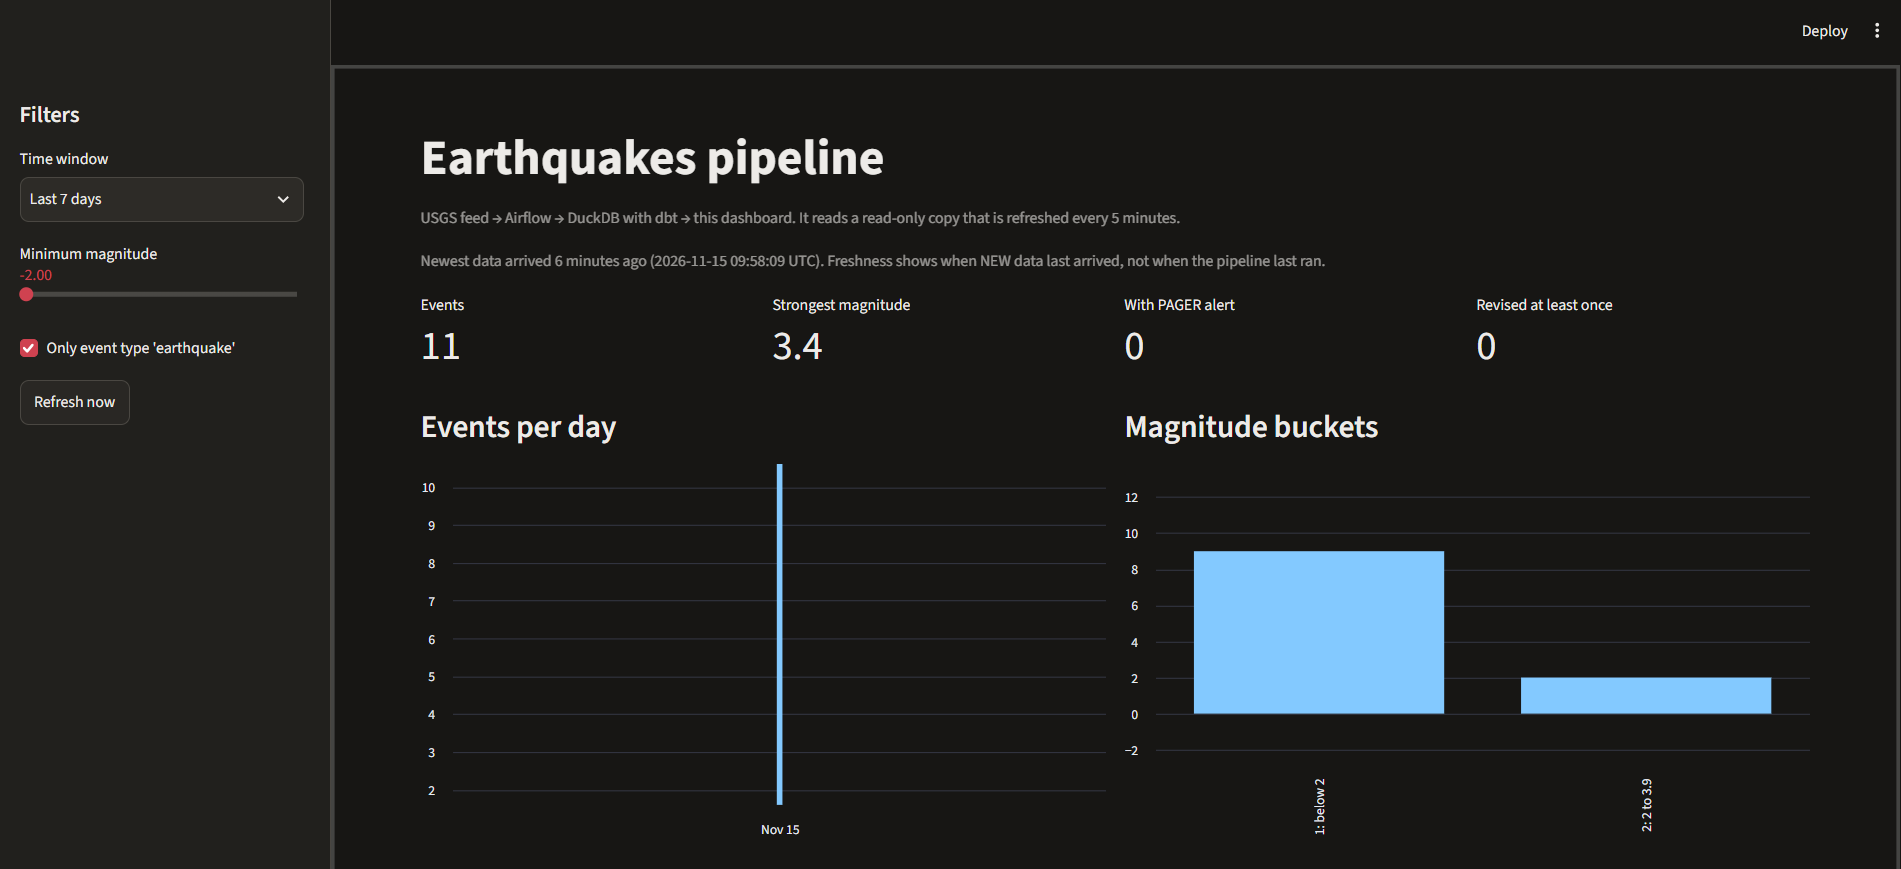 Deploy
Filters
Time window
Last 7 days
Minimum magnitude
-2.00
Only event type 'earthquake'
Refresh now
Earthquakes pipeline
USGS feed → Airflow → DuckDB with dbt → this dashboard. It reads a read-only copy that is refreshed every 5 minutes.
Newest data arrived 6 minutes ago (2026-11-15 09:58:09 UTC). Freshness shows when NEW data last arrived, not when the pipeline last ran.
Events
11
Strongest magnitude
3.4
With PAGER alert
0
Revised at least once
0
Events per day
10
9
8
7
6
5
4
3
2
Nov 15
Magnitude buckets
12
10
8
6
4
2
0
−2
1: below 2
2: 2 to 3.9